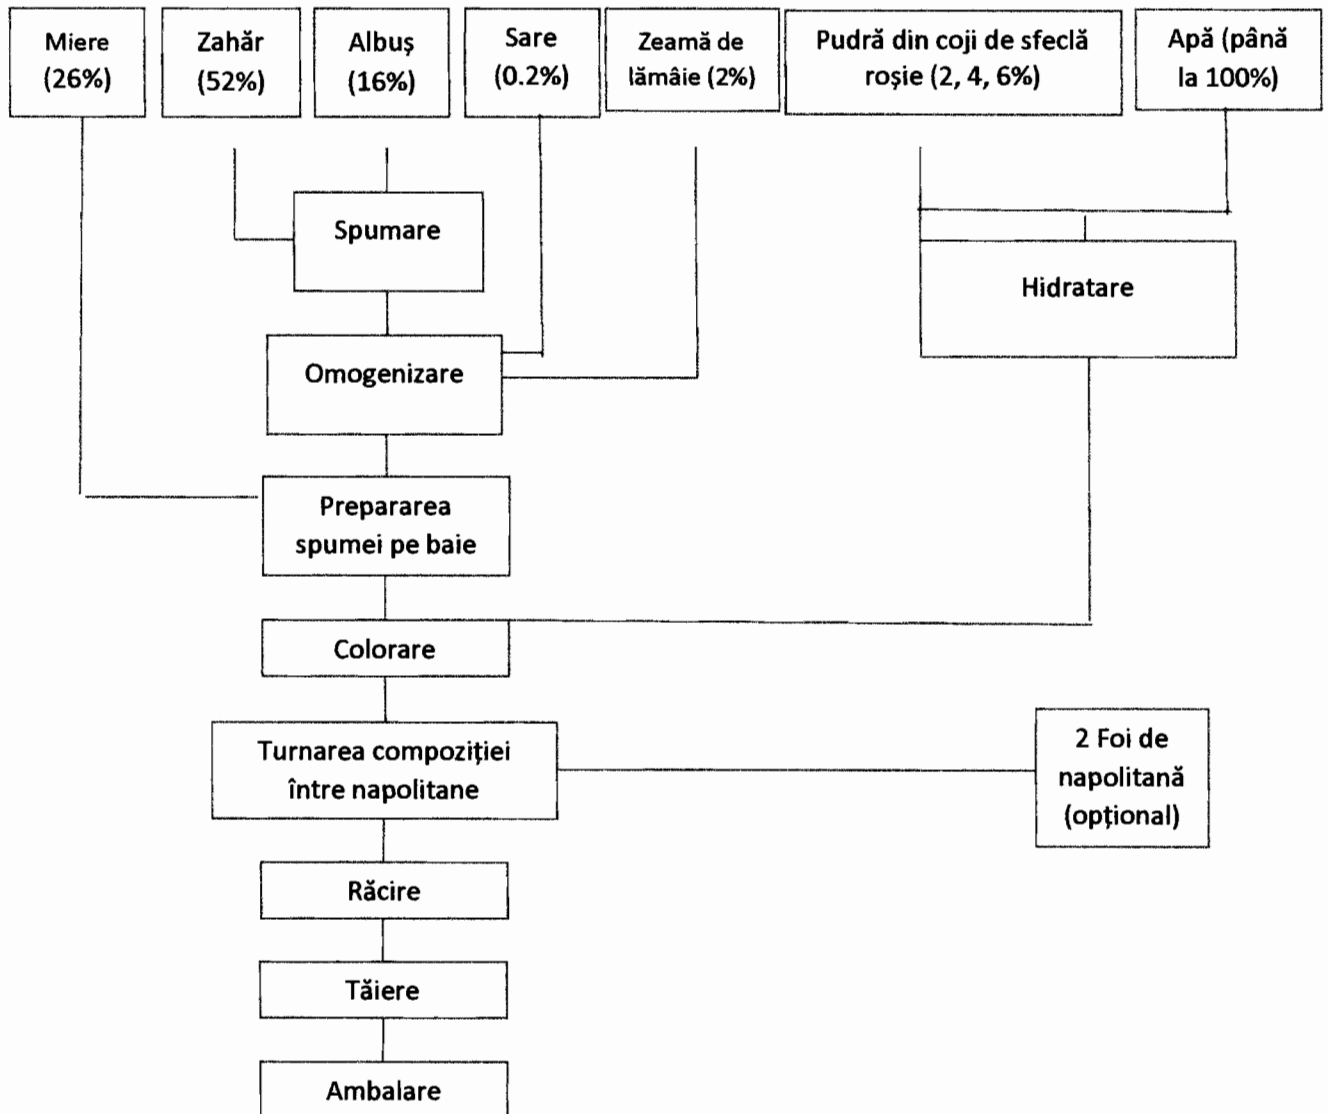 Miere
(26%)
Zahăr
(52%)
Albuș
(16%)
Sare
(0.2%)
Zeamă de
lămâie (2%)
Pudră din coji de sfeclă
roșie (2, 4, 6%)
Apă (până
la 100%)
Spumare
Hidratare
Omogenizare
Prepararea
spumei pe baie
Colorare
Turnarea compoziției
între napolitane
2 Foi de
napolitană
(opțional)
Răcire
Tăiere
Ambalare